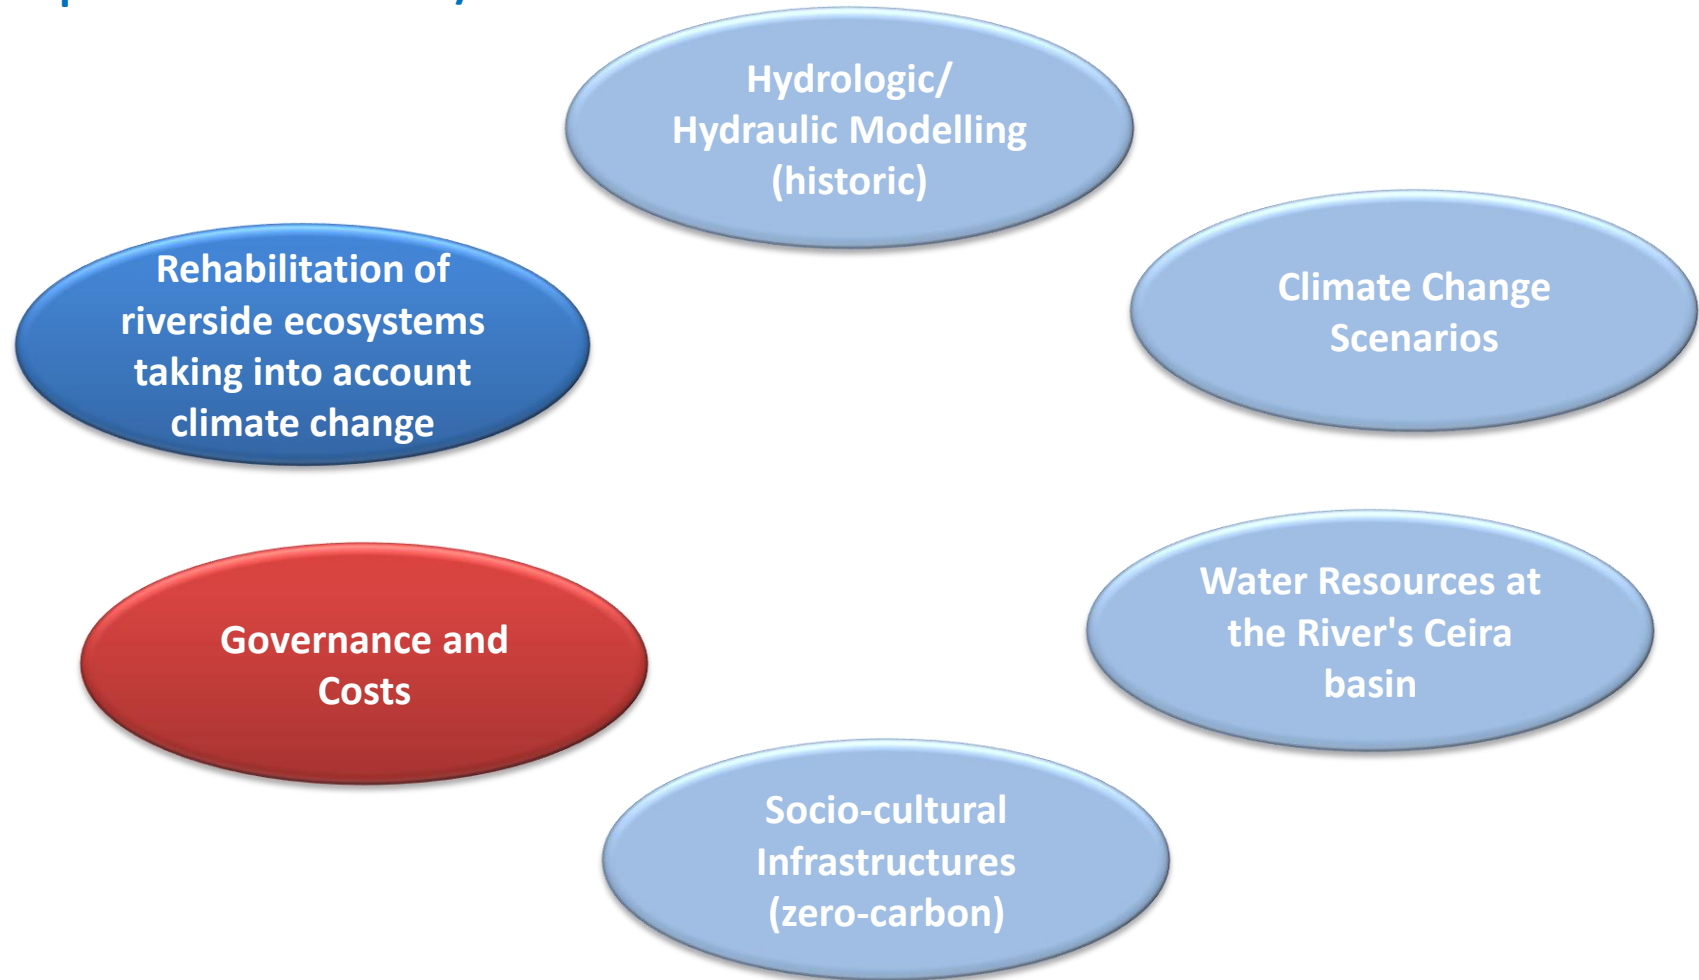 Hydrologic/
Hydraulic Modelling
(historic)
Climate Change
Scenarios
Rehabilitation of
riverside ecosystems
taking into account
climate change
Water Resources at
the River's Ceira
basin
Governance and
Costs
Socio-cultural
Infrastructures
(zero-carbon)